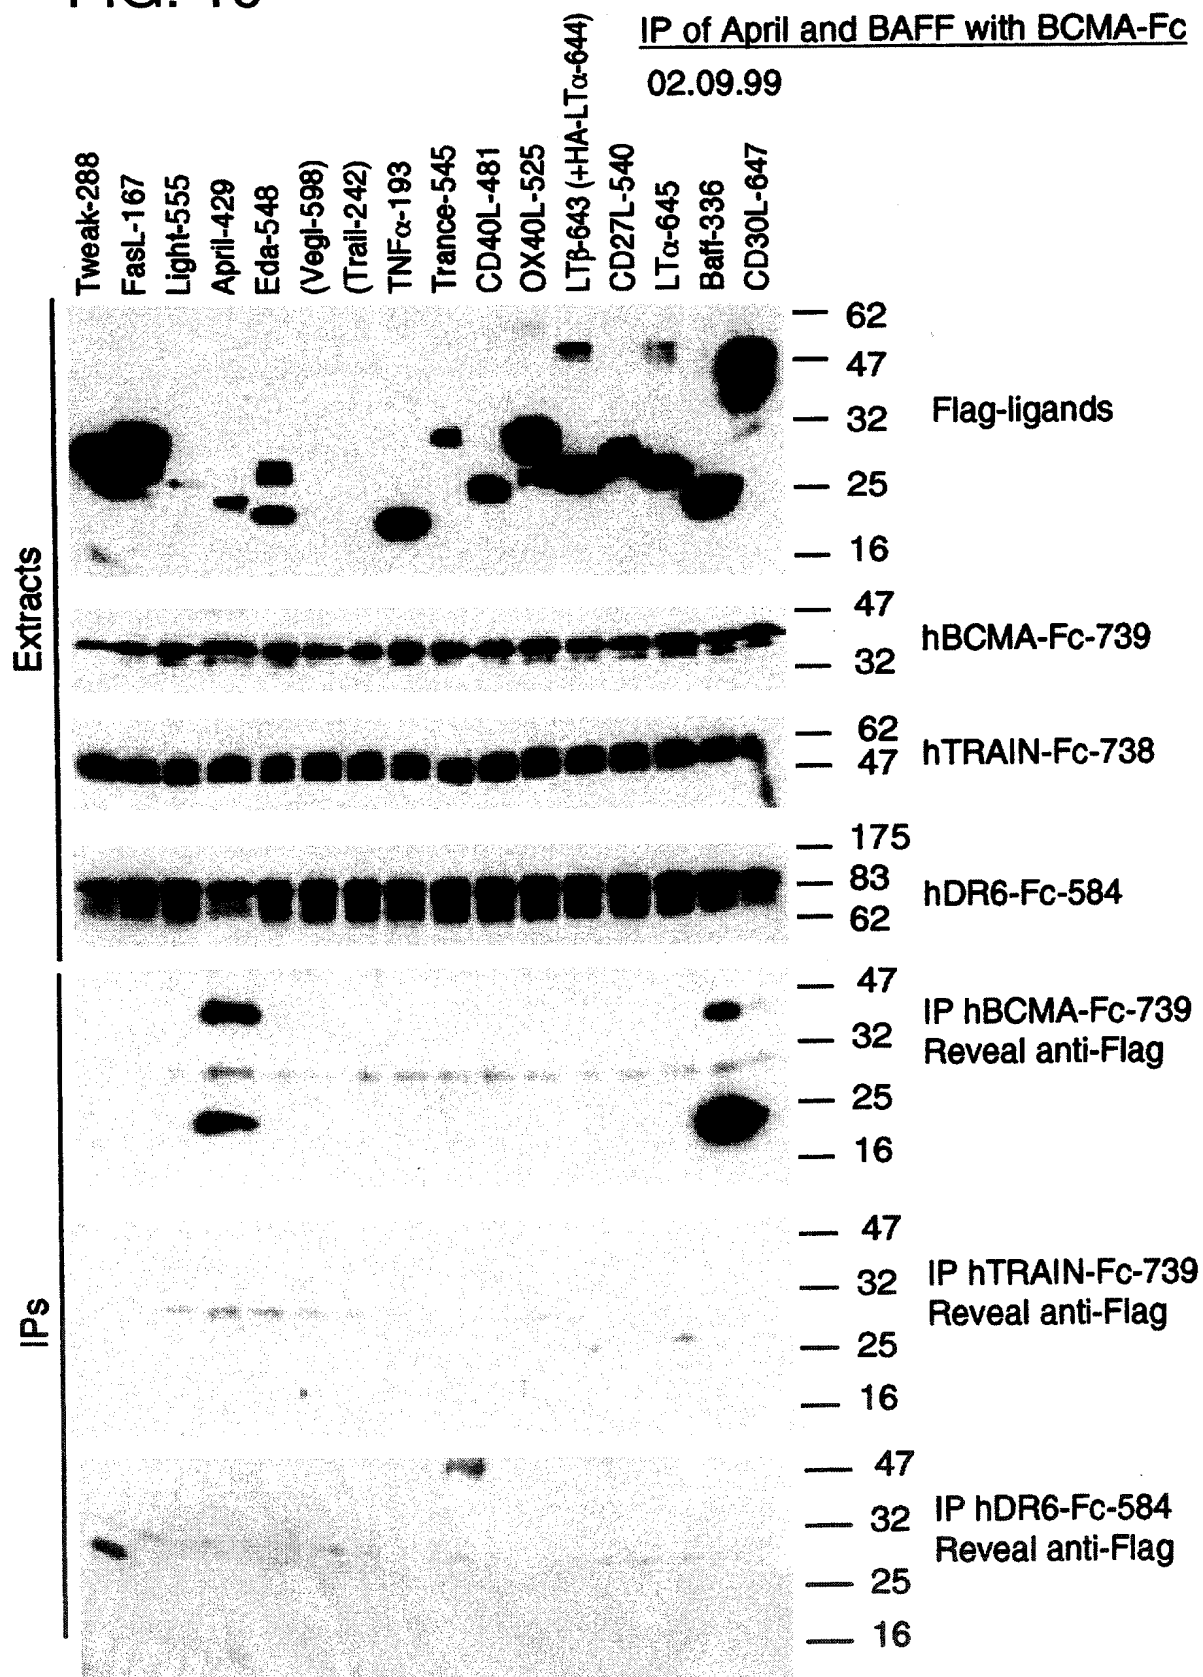 IP of April and BAFF with BCMA-Fc
02.09.99
Tweak-288
FasL-167
Light-555
April-429
Eda-548
(Vegl-598)
(Trail-242)
TNFα-193
Trance-545
CD40L-481
OX40L-525
LTβ-643 (+HA-LTα-644)
CD27L-540
LTα-645
Baff-336
CD30L-647
Extracts
62
47
32
25
16
Flag-ligands
47
32
hBCMA-Fc-739
62
47
hTRAIN-Fc-738
175
83
62
hDR6-Fc-584
IPs
47
32
25
16
IP hBCMA-Fc-739
Reveal anti-Flag
47
32
25
16
IP hTRAIN-Fc-739
Reveal anti-Flag
47
32
25
16
IP hDR6-Fc-584
Reveal anti-Flag